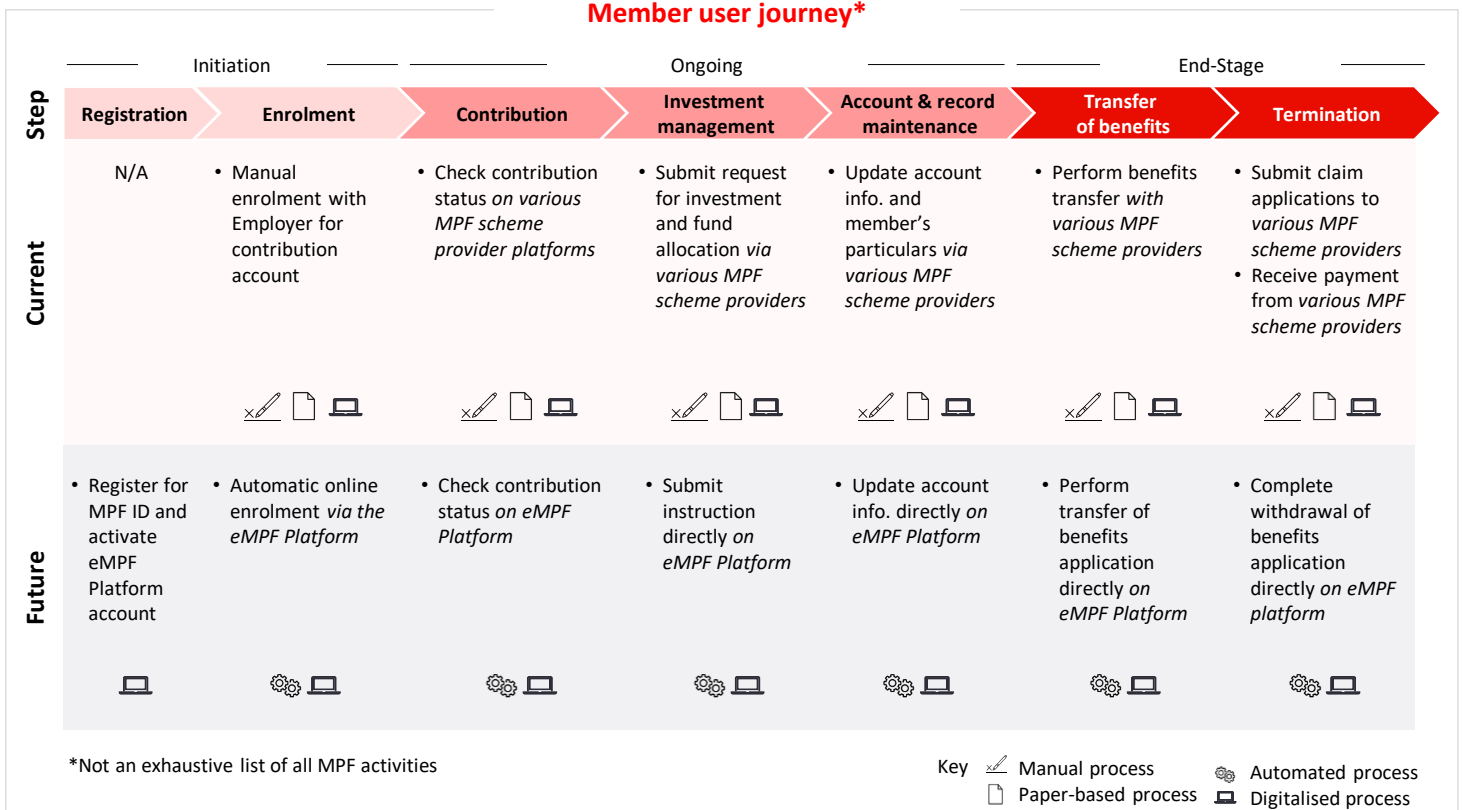 Member user journey*
Initiation
Ongoing
End-Stage
Step
Registration
Enrolment
Contribution
Investment
management
Account & record
maintenance
Transfer
of benefits
Termination
Current
N/A
• Manual
enrolment with
Employer for
contribution
account
• Check contribution
status on various
MPF scheme
provider platforms
• Submit request
for investment
and fund
allocation via
various MPF
scheme providers
• Update account
info. and
member's
particulars via
various MPF
scheme providers
• Perform benefits
transfer with
various MPF
scheme providers
• Submit claim
applications to
various MPF
scheme providers
• Receive payment
from various MPF
scheme providers
Future
• Register for
MPF ID and
activate
eMPF
Platform
account
• Automatic online
enrolment via the
eMPF Platform
• Check contribution
status on eMPF
Platform
• Submit
instruction
directly on
eMPF Platform
• Update account
info. directly on
eMPF Platform
• Perform
transfer of
benefits
application
directly on
eMPF Platform
• Complete
withdrawal of
benefits
application
directly on eMPF
platform
*Not an exhaustive list of all MPF activities
Key
Manual process
Automated process
Paper-based process
Digitalised process